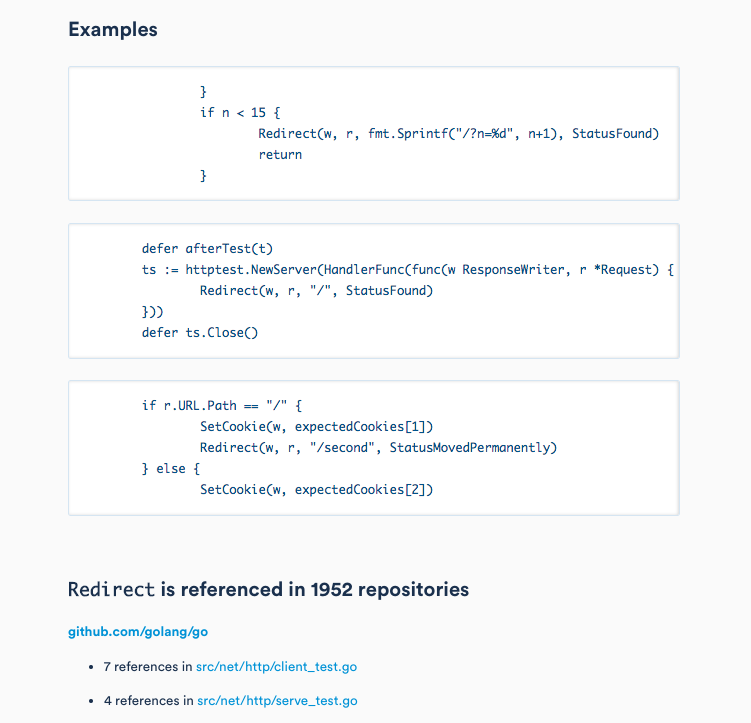 Examples
}
if n < 15 {
Redirect(w, r, fmt.Sprintf("/?n=%d", n+1), StatusFound)
return
}
defer afterTest(t)
ts := httptest.NewServer(HandlerFunc(func(w ResponseWriter, r *Request) {
Redirect(w, r, "/", StatusFound)
}))
defer ts.Close()
if r.URL.Path == "/" {
SetCookie(w, expectedCookies[1])
Redirect(w, r, "/second", StatusMovedPermanently)
} else {
SetCookie(w, expectedCookies[2])
Redirect is referenced in 1952 repositories
github.com/golang/go
• 7 references in src/net/http/client_test.go
• 4 references in src/net/http/serve_test.go